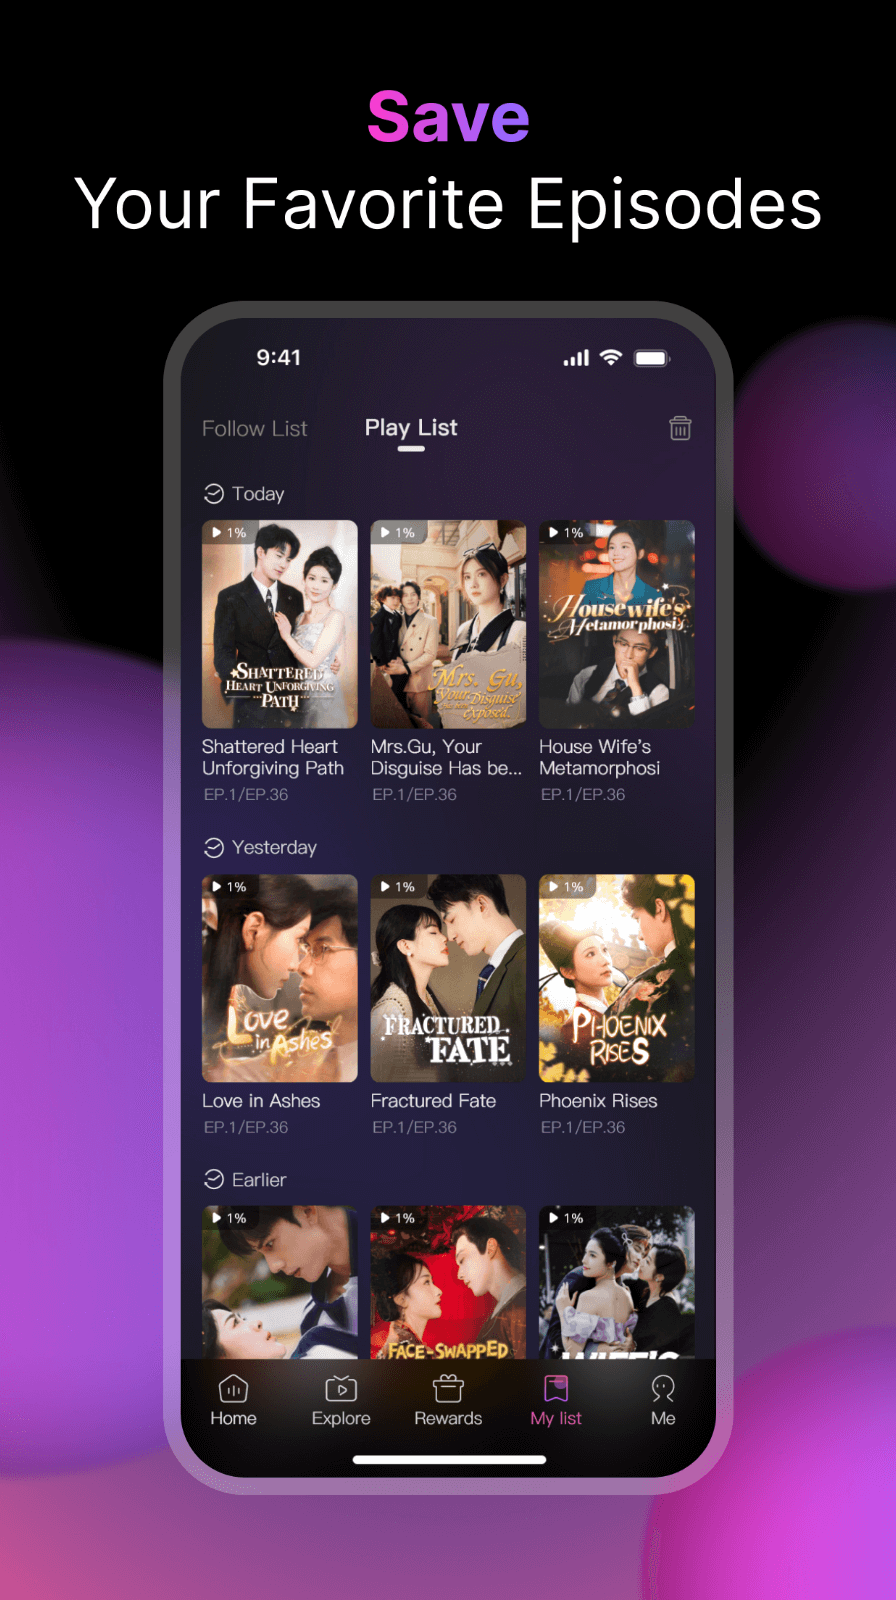 Save
Your Favorite Episodes
9:41
Follow List
Play List
Today
1%
1%
1%
SHATTERED
HEART UNFORGIVING
PATH
Mrs. Gu,
Your Disguise
exposed.
Housewife's
Metamorphosis
Shattered Heart
Unforgiving Path
EP.1/EP.36
Mrs.Gu, Your
Disguise Has be...
EP.1/EP.36
House Wife's
Metamorphosi
EP.1/EP.36
Yesterday
1%
1%
1%
Love
in Ashes
FRACTURED
FATE
PHOENIX
RISES
Love in Ashes
EP.1/EP.36
Fractured Fate
EP.1/EP.36
Phoenix Rises
EP.1/EP.36
Earlier
1%
1%
1%
FACE-SWAPPED
WIFE'S
Home
Explore
Rewards
My list
Me